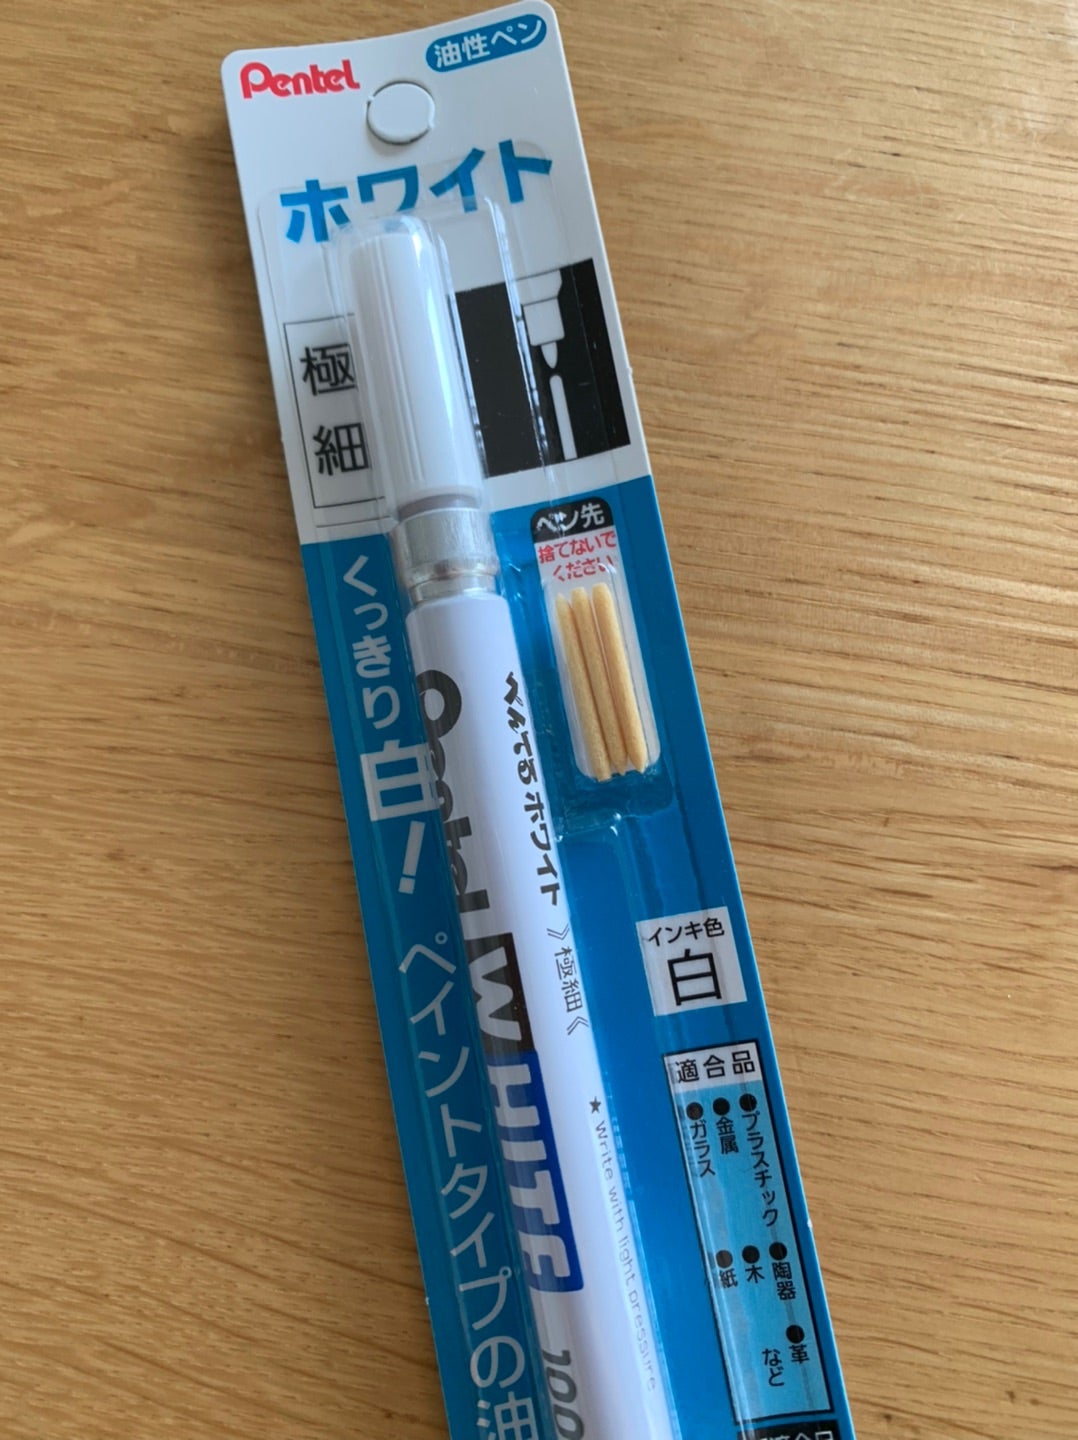 Pentel
油性ペン
ホワイト
極細
ペン先
捨てないで
ください
くっきり白！ペイントタイプの油
Pentel WHITE 100
ぺんてるホワイト 》極細《
★ Write with light pressure
インキ色
白
適合品
●プラスチック ●陶器 ●革
●金属 ●木 など
●ガラス ●紙